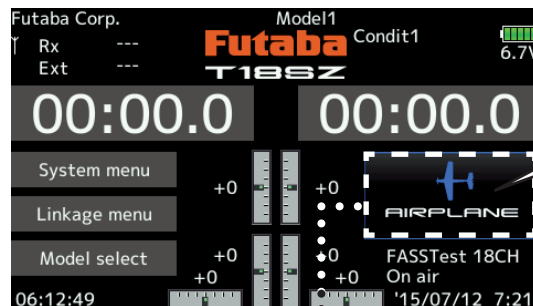 Futaba Corp.
Model1
Rx ---
Ext ---
Futaba
T18SZ
Condit1
6.7V
00:00.0
00:00.0
System menu
Linkage menu
Model select
+0
+0
AIRPLANE
+0
+0
+0
+0
FASSTest 18CH
On air
06:12:49
'15/07/12 7:21